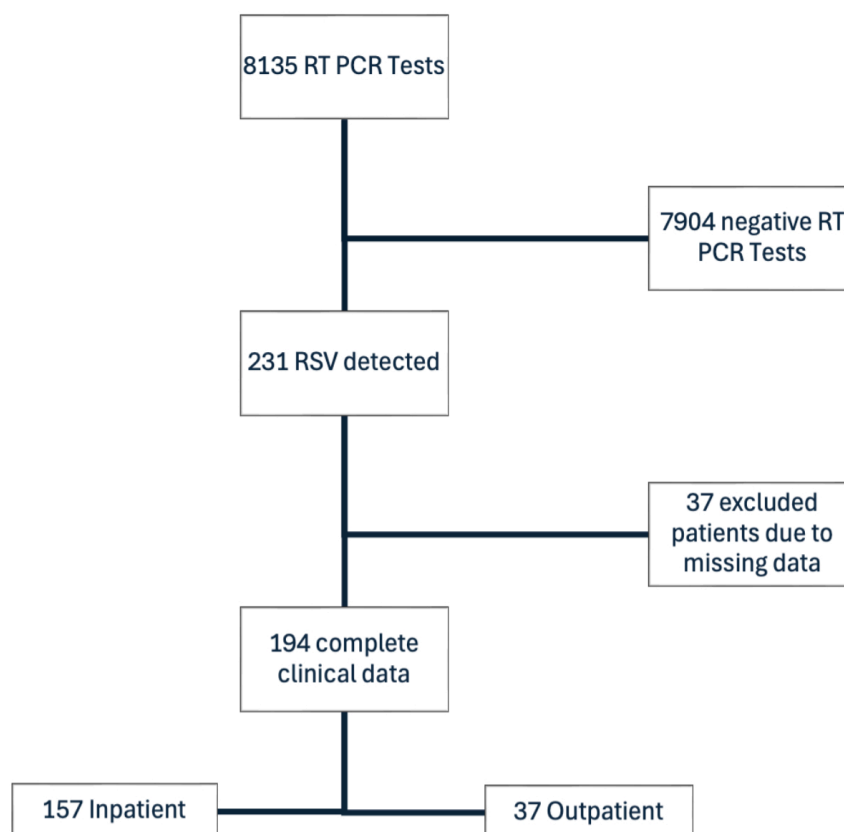 8135 RT PCR Tests
7904 negative RT
PCR Tests
231 RSV detected
37 excluded
patients due to
missing data
194 complete
clinical data
157 Inpatient
37 Outpatient